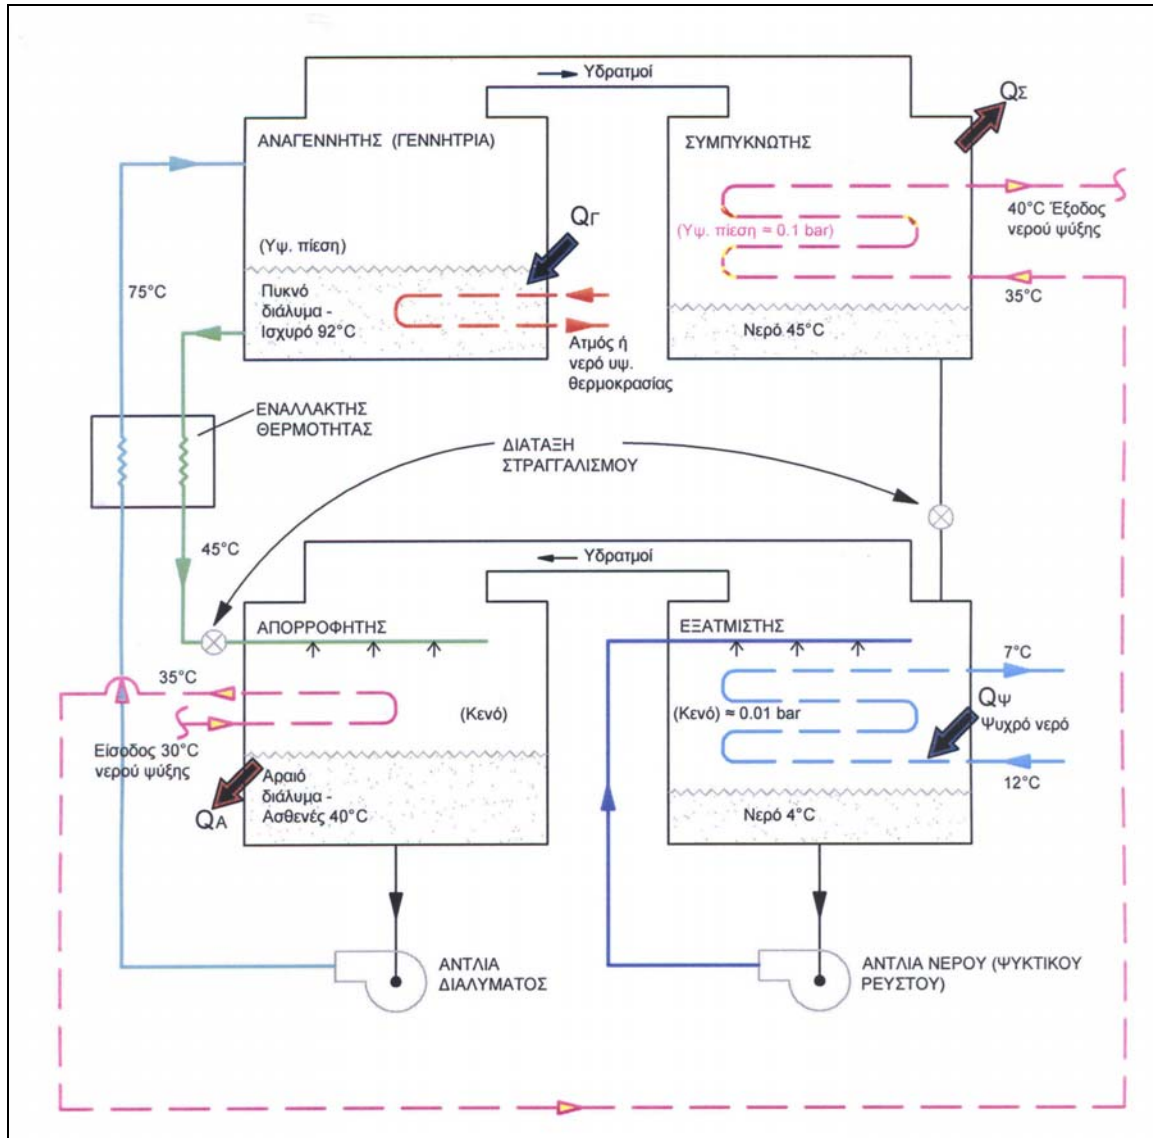 Υδρατμοί
QΣ
ΑΝΑΓΕΝΝΗΤΗΣ (ΓΕΝΝΗΤΡΙΑ)
ΣΥΜΠΥΚΝΩΤΗΣ
QΓ
40°C Έξοδος
νερού ψύξης
(Υψ. πίεση ≈ 0.1 bar)
(Υψ. πίεση)
75°C
Πυκνό
διάλυμα -
Ισχυρό 92°C
35°C
Νερό 45°C
Ατμός ή
νερό υψ.
θερμοκρασίας
ΕΝΑΛΛΑΚΤΗΣ
ΘΕΡΜΟΤΗΤΑΣ
ΔΙΑΤΑΞΗ
ΣΤΡΑΓΓΑΛΙΣΜΟΥ
45°C
Υδρατμοί
ΑΠΟΡΡΟΦΗΤΗΣ
ΕΞΑΤΜΙΣΤΗΣ
7°C
35°C
(Κενό)
(Κενό) ≈ 0.01 bar
QΨ
Ψυχρό νερό
Είσοδος 30°C
νερού ψύξης
12°C
Αραιό
διάλυμα -
Ασθενές 40°C
QΑ
Νερό 4°C
ΑΝΤΛΙΑ
ΔΙΑΛΥΜΑΤΟΣ
ΑΝΤΛΙΑ ΝΕΡΟΥ (ΨΥΚΤΙΚΟΥ
ΡΕΥΣΤΟΥ)